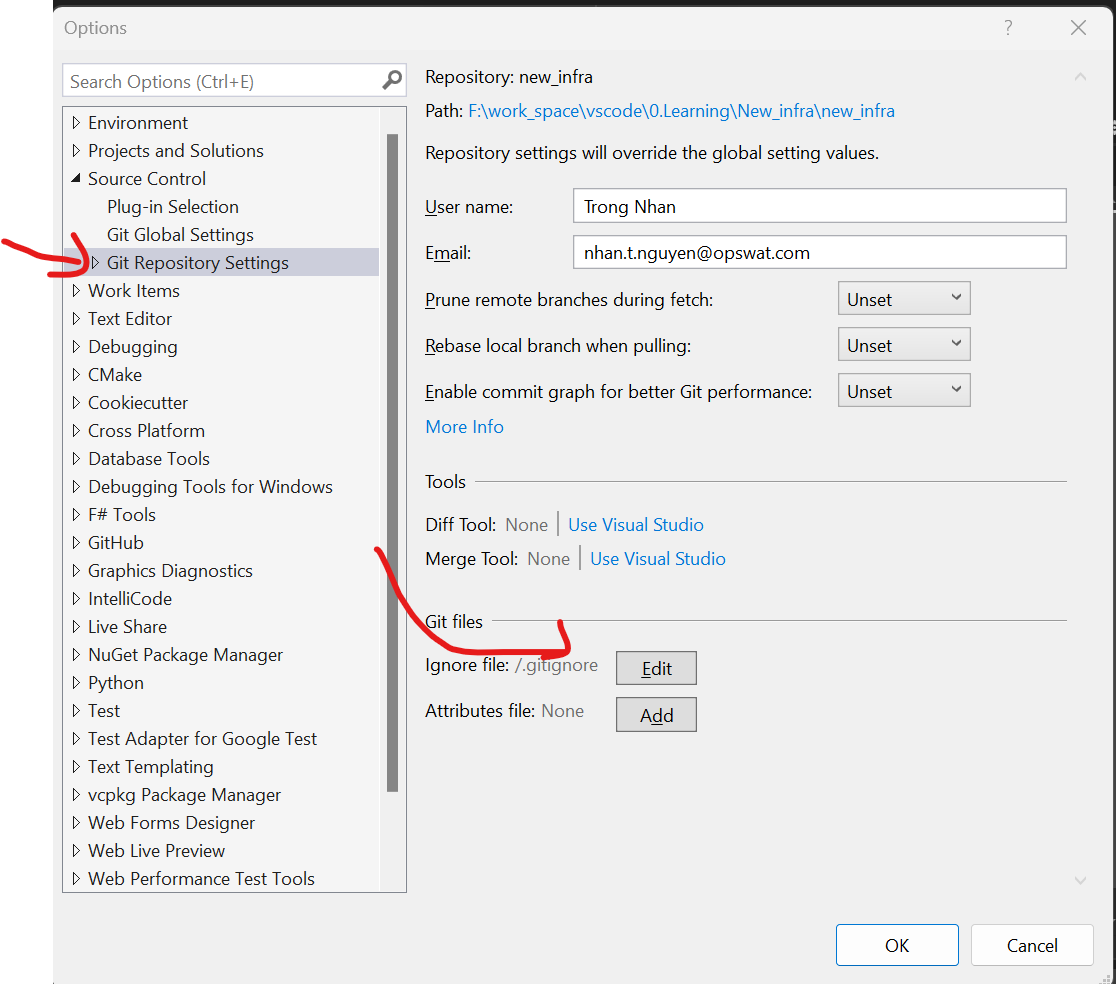 Options
?
Search Options (Ctrl+E)
Environment
Projects and Solutions
Source Control
Plug-in Selection
Git Global Settings
Git Repository Settings
Work Items
Text Editor
Debugging
CMake
Cookiecutter
Cross Platform
Database Tools
Debugging Tools for Windows
F# Tools
GitHub
Graphics Diagnostics
IntelliCode
Live Share
NuGet Package Manager
Python
Test
Test Adapter for Google Test
Text Templating
vcpkg Package Manager
Web Forms Designer
Web Live Preview
Web Performance Test Tools
Repository: new_infra
Path: F:\work_space\vscode\0.Learning\New_infra\new_infra
Repository settings will override the global setting values.
User name: Trong Nhan
Email: nhan.t.nguyen@opswat.com
Prune remote branches during fetch: Unset
Rebase local branch when pulling: Unset
Enable commit graph for better Git performance: Unset
More Info
Tools
Diff Tool: None | Use Visual Studio
Merge Tool: None | Use Visual Studio
Git files
Ignore file: /.gitignore Edit
Attributes file: None Add
OK Cancel